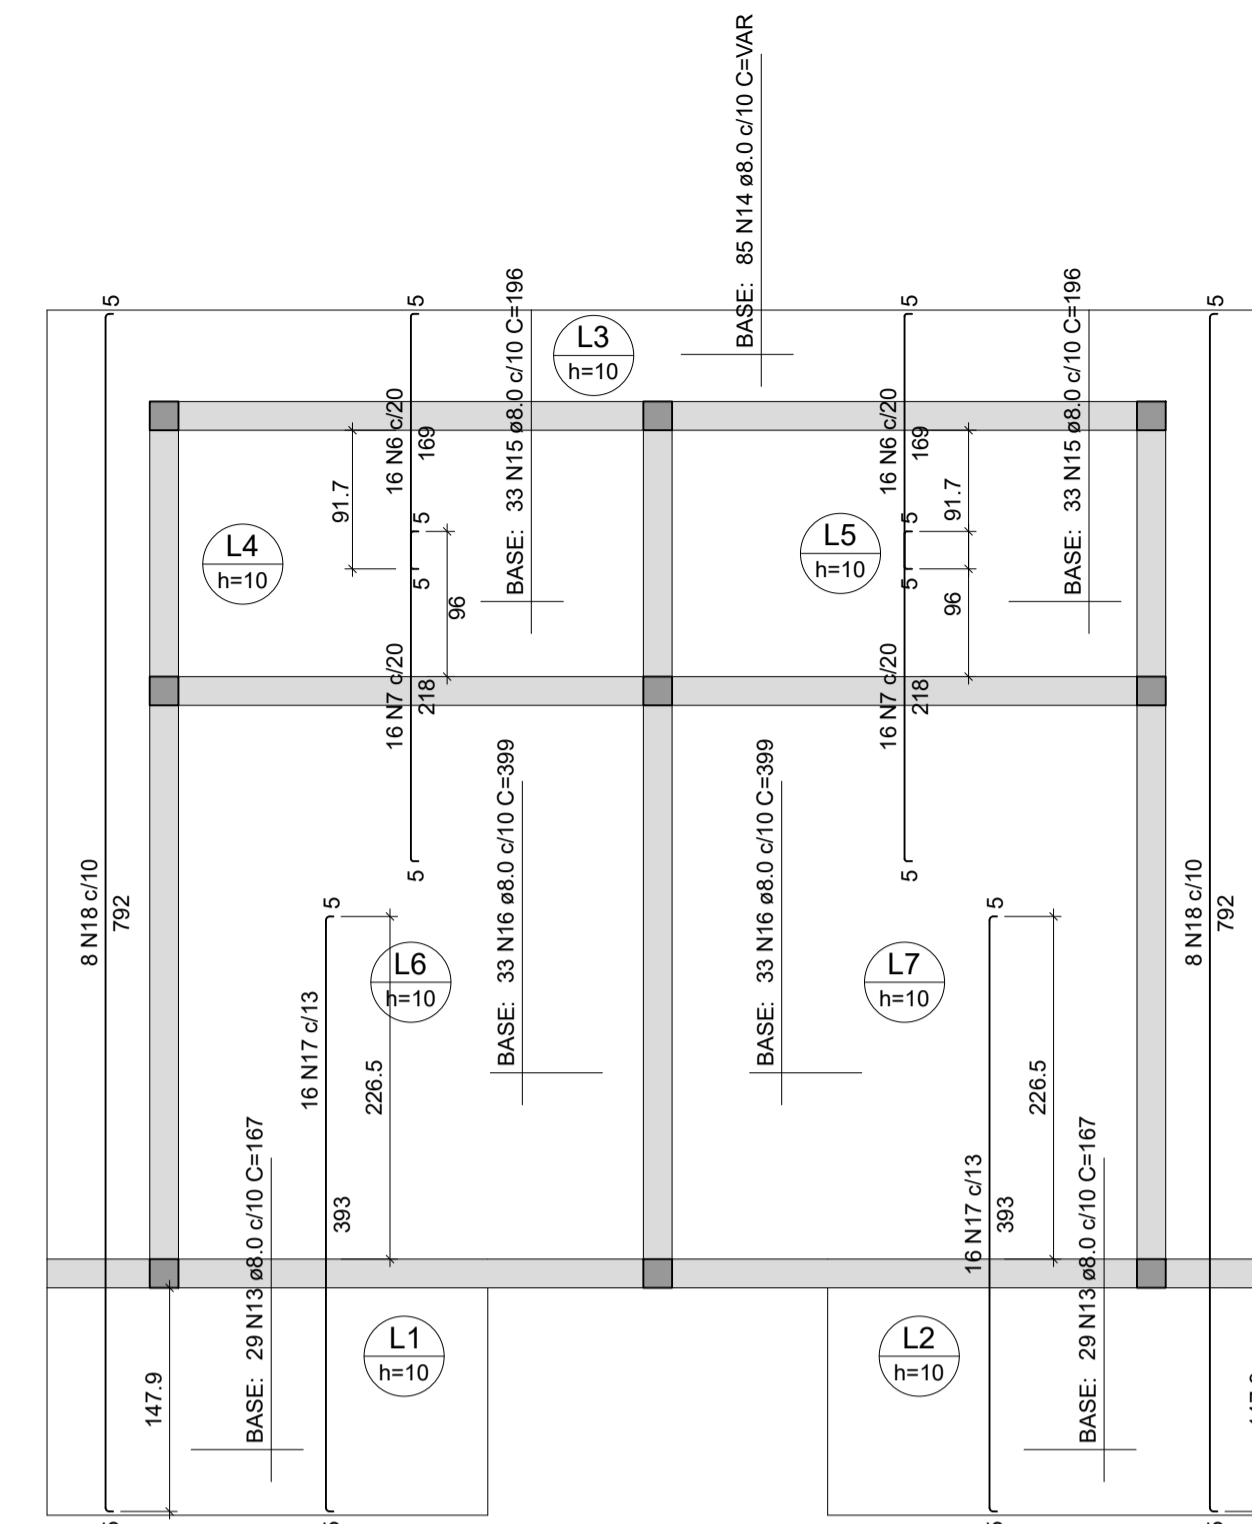 BASE: 85 N14 ø8.0 c/10 C=VAR
5
5
5
5
L3
h=10
BASE: 33 N15 ø8.0 c/10 C=196
BASE: 33 N15 ø8.0 c/10 C=196
16 N6 c/20
169
16 N6 c/20
169
91.7
91.7
5
5
L4
h=10
L5
h=10
5
5
96
96
16 N7 c/20
218
16 N7 c/20
218
BASE: 33 N16 ø8.0 c/10 C=399
BASE: 33 N16 ø8.0 c/10 C=399
5
5
8 N18 c/10
792
8 N18 c/10
792
5
5
L6
h=10
L7
h=10
16 N17 c/13
393
226.5
226.5
16 N17 c/13
393
BASE: 29 N13 ø8.0 c/10 C=167
BASE: 29 N13 ø8.0 c/10 C=167
L1
h=10
L2
h=10
147.9